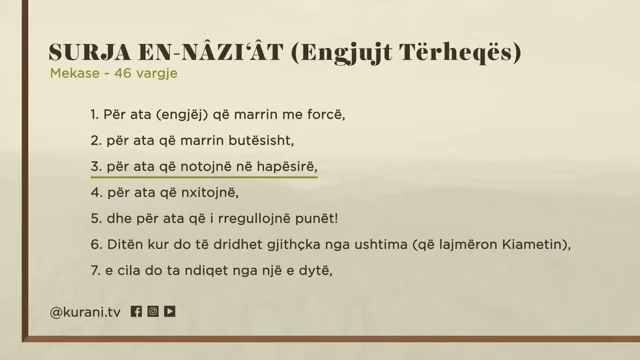 SURJA EN-NÂZI‘ÂT (Engjujt Tërheqës)
Mekase - 46 vargje
1. Për ata (engjëj) që marrin me forcë,
2. për ata që marrin butësisht,
3. për ata që notojnë në hapësirë,
4. për ata që nxitojnë,
5. dhe për ata që i rregullojnë punët!
6. Ditën kur do të dridhet gjithçka nga ushtima (që lajmëron Kiametin),
7. e cila do ta ndiqet nga një e dytë,
@kurani.tv